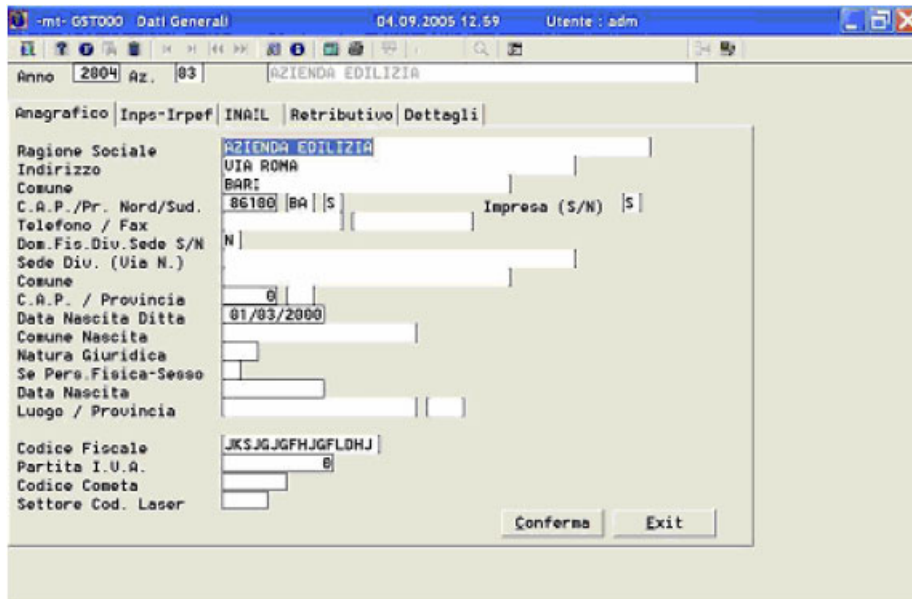 -mt- GST000 Dati Generali 04.09.2005 12.59 Utente : adm
Anno 2004 Az. 03 AZIENDA EDILIZIA
Anagrafico Inps-Irpef INAIL Retributivo Dettagli
Ragione Sociale AZIENDA EDILIZIA
Indirizzo VIA ROMA
Comune BARI
C.A.P./Pr. Nord/Sud. 86100 BA S Impresa (S/N) S
Telefono / Fax
Dom.Fis.Div.Sede S/N N
Sede Div. (Via N.)
Comune
C.A.P. / Provincia 0
Data Nascita Ditta 01/03/2000
Comune Nascita
Natura Giuridica
Se Pers.Fisica-Sesso
Data Nascita
Luogo / Provincia
Codice Fiscale JKSJGJGFHJGFLDHJ
Partita I.V.A. 0
Codice Cometa
Settore Cod. Laser
Conferma Exit